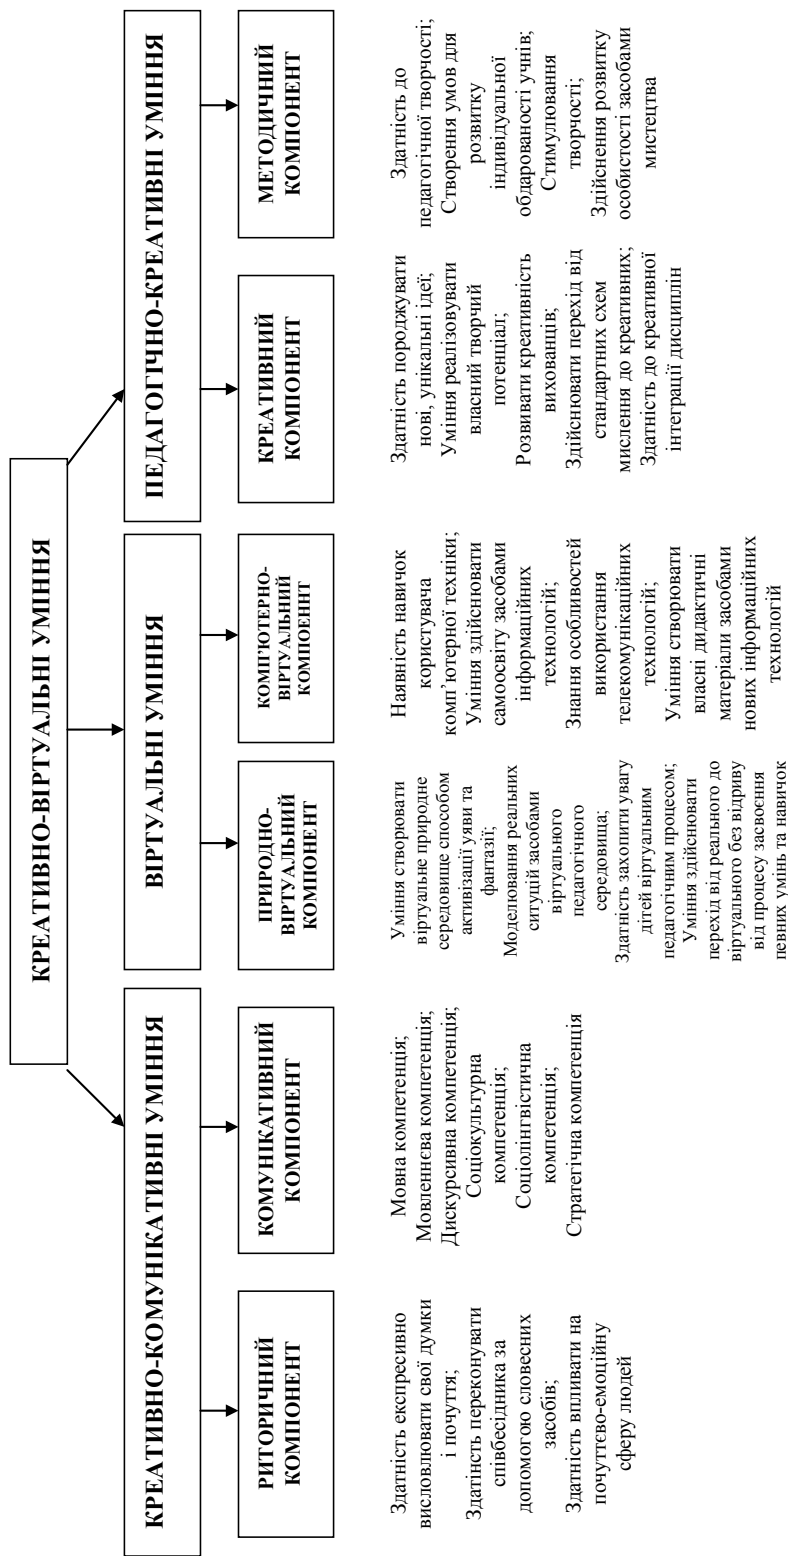 КРЕАТИВНО-ВІРТУАЛЬНІ УМІННЯ
КРЕАТИВНО-КОМУНІКАТИВНІ УМІННЯ
ВІРТУАЛЬНІ УМІННЯ
ПЕДАГОГІЧНО-КРЕАТИВНІ УМІННЯ
РИТОРИЧНИЙ
КОМПОНЕНТ
КОМУНІКАТИВНИЙ
КОМПОНЕНТ
ПРИРОДНО-
ВІРТУАЛЬНИЙ
КОМПОНЕНТ
КОМП'ЮТЕРНО-
ВІРТУАЛЬНИЙ
КОМПОЕННТ
КРЕАТИВНИЙ
КОМПОНЕНТ
МЕТОДИЧНИЙ
КОМПОНЕНТ
Здатність експресивно
висловлювати свої думки
і почуття;
Здатінсть переконувати
співбесідника за
допомогою словесних
засобів;
Здатність впливати на
почуттєво-емоційну
сферу людей
Мовна компетенція;
Мовленнєва компетенція;
Дискурсивна компетенція;
Соціокультурна
компетенція;
Соціолінгвістична
компетенція;
Стратегічна компетенція
Уміння створювати
віртуальне природне
середовище способом
активізації уяви та
фантазії;
Моделювання реальних
ситуцій засобами
віртуального
педагогічного
середовища;
Здатність захопити увагу
дітей віртуальним
педагогічним процесом;
Уміння здійснювати
перехід від реального до
віртуального без відриву
від процесу засвоєння
певних умінь та навичок
Наявність навичок
користувача
комп’ютерної техніки;
Уміння здійснювати
самоосвіту засобами
інформаційних
технологій;
Знання особливостей
використання
телекомунікаційних
технологій;
Уміння створювати
власні дидактичні
матеріали засобами
нових інформаційних
технологій
Здатність породжувати
нові, унікальні ідеї;
Уміння реалізовувати
власний творчий
потенціал;
Розвивати креативність
вихованців;
Здійснювати перехід від
стандартних схем
мислення до креативних;
Здатність до креативної
інтеграції дисциплін
Здатність до
педагогічної творчості;
Створення умов для
розвитку
індивідуальної
обдарованості учнів;
Стимулювання
творчості;
Здійснення розвитку
особистості засобами
мистецтва